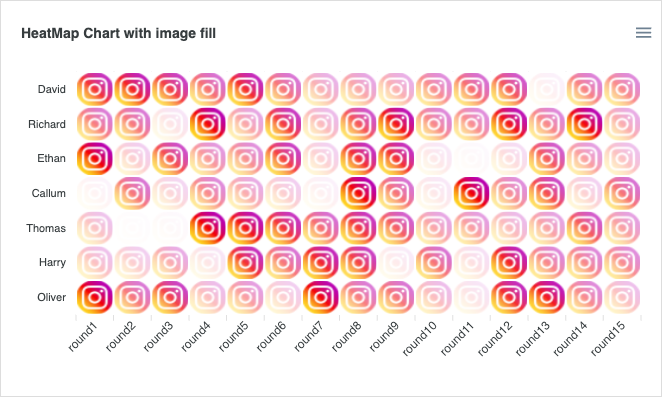 HeatMap Chart with image fill
David
Richard
Ethan
Callum
Thomas
Harry
Oliver
round1 round2 round3 round4 round5 round6 round7 round8 round9 round10 round11 round12 round13 round14 round15